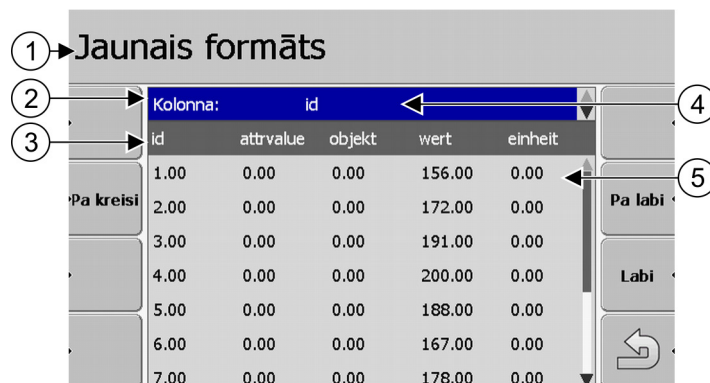 1 Jaunais formāts
2 Kolonna: id 4
3 id attrvalue objekt wert einheit
1.00 0.00 0.00 156.00 0.00 5
Pa kreisi 2.00 0.00 0.00 172.00 0.00 Pa labi
3.00 0.00 0.00 191.00 0.00
4.00 0.00 0.00 200.00 0.00 Labi
5.00 0.00 0.00 188.00 0.00
6.00 0.00 0.00 167.00 0.00
7.00 0.00 0.00 178.00 0.00